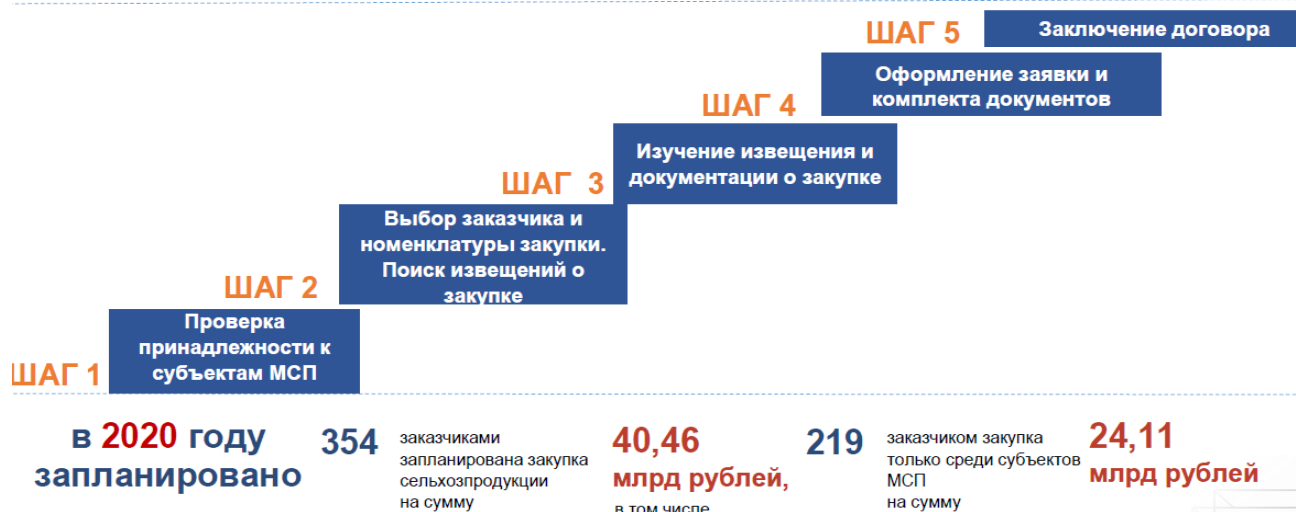 ШАГ 5
Заключение договора
Оформление заявки и
комплекта документов
ШАГ 4
Изучение извещения и
документации о закупке
ШАГ 3
Выбор заказчика и
номенклатуры закупки.
Поиск извещений о
закупке
ШАГ 2
Проверка
принадлежности к
субъектам МСП
ШАГ 1
в 2020 году
запланировано
354
заказчиками
запланирована закупка
сельхозпродукции
на сумму
40,46
млрд рублей,
в том числе
219
заказчиком закупка
только среди субъектов
МСП
на сумму
24,11
млрд рублей